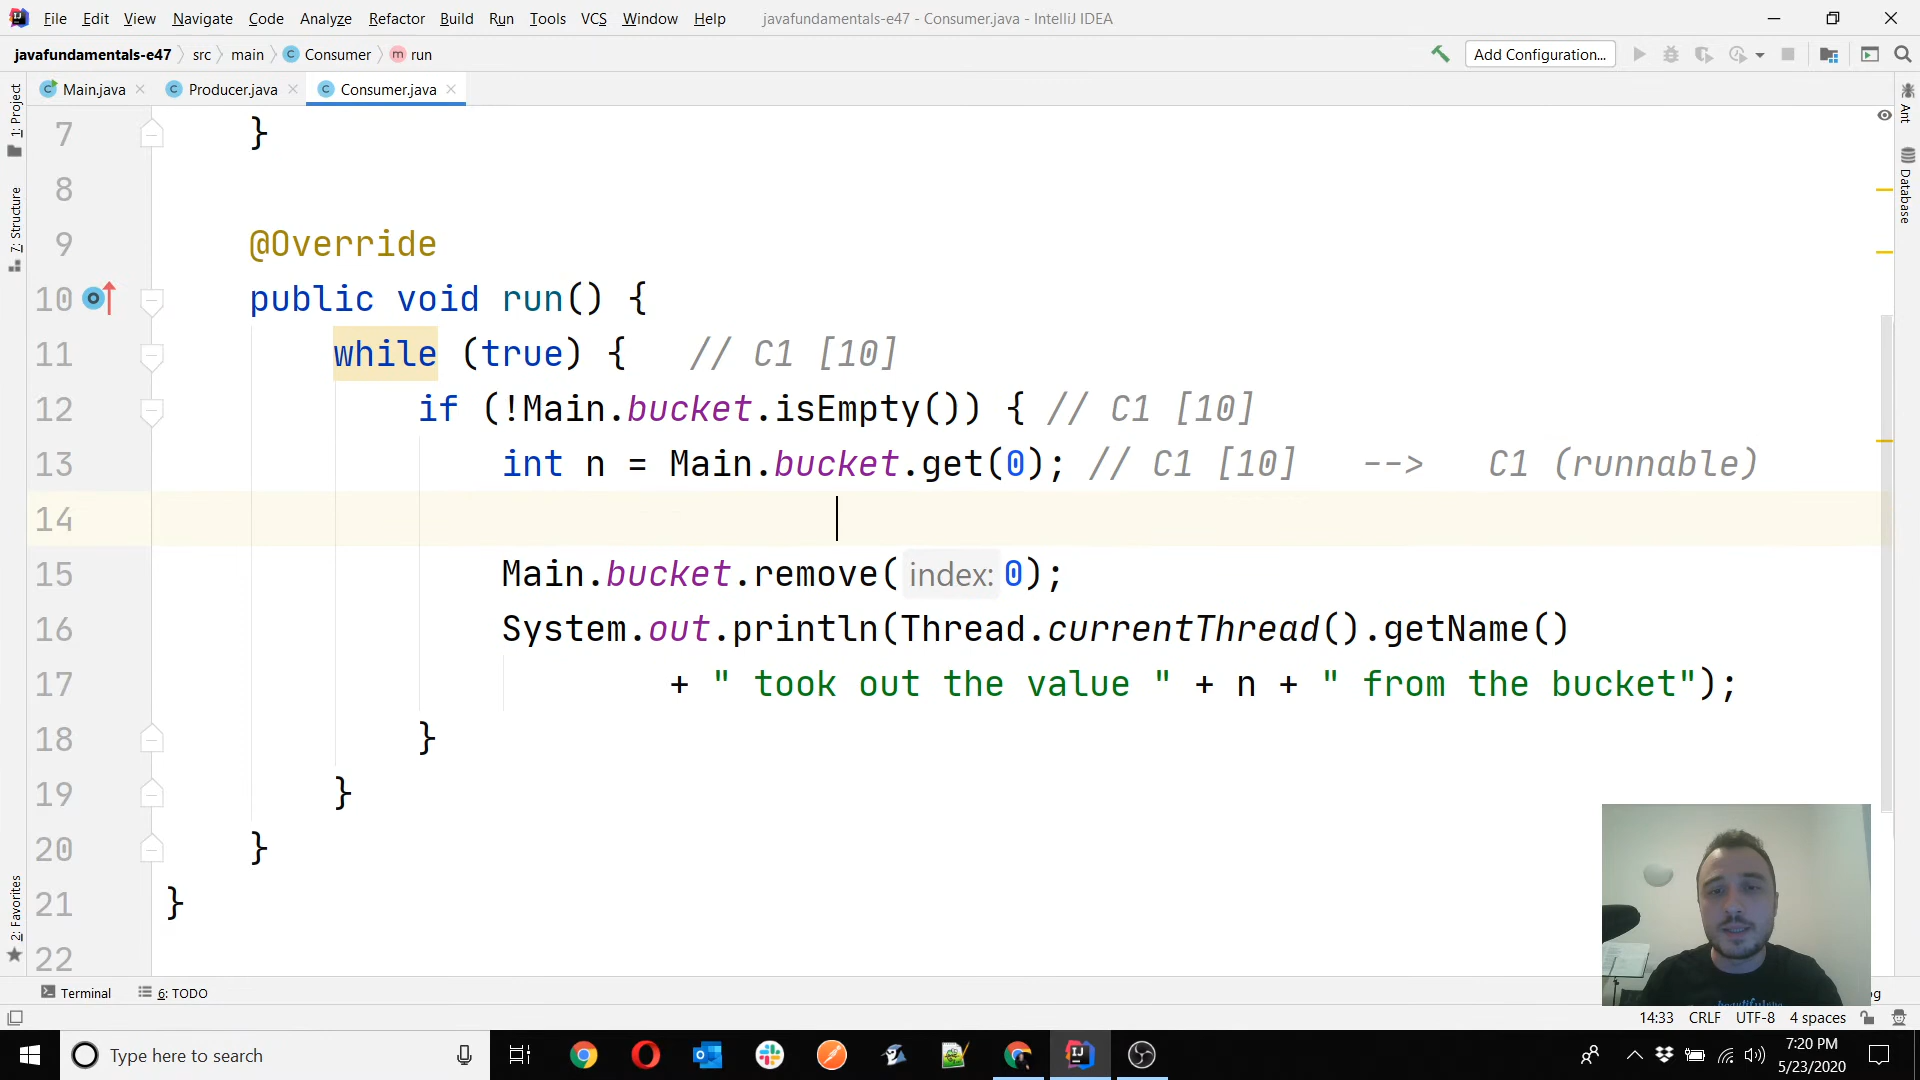 File Edit View Navigate Code Analyze Refactor Build Run Tools VCS Window Help javafundamentals-e47 - Consumer.java - IntelliJ IDEA
javafundamentals-e47 src main Consumer run Add Configuration...
Main.java Producer.java Consumer.java
1: Project
7: Structure
2: Favorites
Ant
Database
7 }
8
9 @Override
10 public void run() {
11 while (true) { // C1 [10]
12 if (!Main.bucket.isEmpty()) { // C1 [10]
13 int n = Main.bucket.get(0); // C1 [10] --> C1 (runnable)
14
15 Main.bucket.remove( index: 0);
16 System.out.println(Thread.currentThread().getName()
17 + " took out the value " + n + " from the bucket");
18 }
19 }
20 }
21 }
22
Terminal 6: TODO
14:33 CRLF UTF-8 4 spaces
Type here to search
7:20 PM
5/23/2020